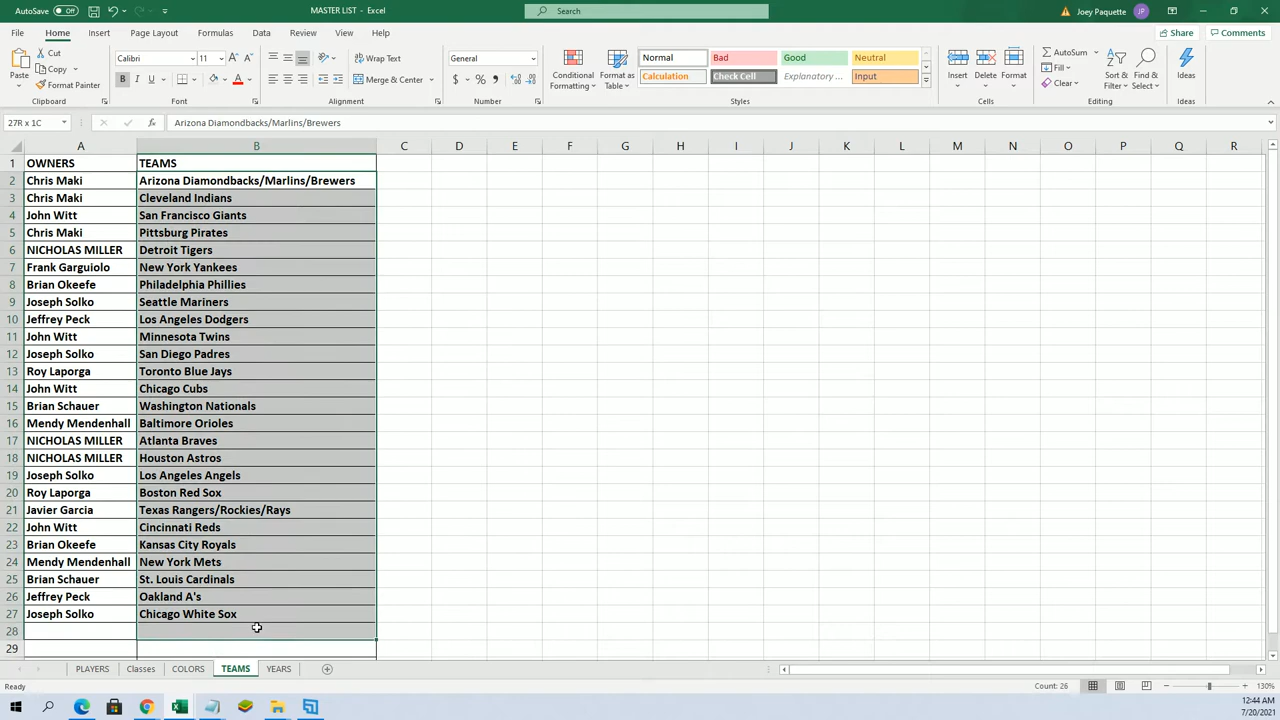 AutoSave Off MASTER LIST - Excel Search Joey Paquette JP
File Home Insert Page Layout Formulas Data Review View Help Share Comments
Paste Cut Copy Format Painter Clipboard
Calibri 11 A A B I U A Font
ab Wrap Text Merge & Center Alignment
General $ % Number
Conditional Formatting Format as Table
Normal Bad Good Neutral
Calculation Check Cell Explanatory ... Input
Styles
Insert Delete Format Cells
AutoSum Fill Clear Sort & Filter Find & Select Editing
Ideas Ideas
27R x 1C fx Arizona Diamondbacks/Marlins/Brewers
A B C D E F G H I J K L M N O P Q R
1 OWNERS TEAMS
2 Chris Maki Arizona Diamondbacks/Marlins/Brewers
3 Chris Maki Cleveland Indians
4 John Witt San Francisco Giants
5 Chris Maki Pittsburg Pirates
6 NICHOLAS MILLER Detroit Tigers
7 Frank Garguiolo New York Yankees
8 Brian Okeefe Philadelphia Phillies
9 Joseph Solko Seattle Mariners
10 Jeffrey Peck Los Angeles Dodgers
11 John Witt Minnesota Twins
12 Joseph Solko San Diego Padres
13 Roy Laporga Toronto Blue Jays
14 John Witt Chicago Cubs
15 Brian Schauer Washington Nationals
16 Mendy Mendenhall Baltimore Orioles
17 NICHOLAS MILLER Atlanta Braves
18 NICHOLAS MILLER Houston Astros
19 Joseph Solko Los Angeles Angels
20 Roy Laporga Boston Red Sox
21 Javier Garcia Texas Rangers/Rockies/Rays
22 John Witt Cincinnati Reds
23 Brian Okeefe Kansas City Royals
24 Mendy Mendenhall New York Mets
25 Brian Schauer St. Louis Cardinals
26 Jeffrey Peck Oakland A's
27 Joseph Solko Chicago White Sox
28
29
PLAYERS Classes COLORS TEAMS YEARS
Ready Count: 26 130%
12:44 AM
7/20/2021